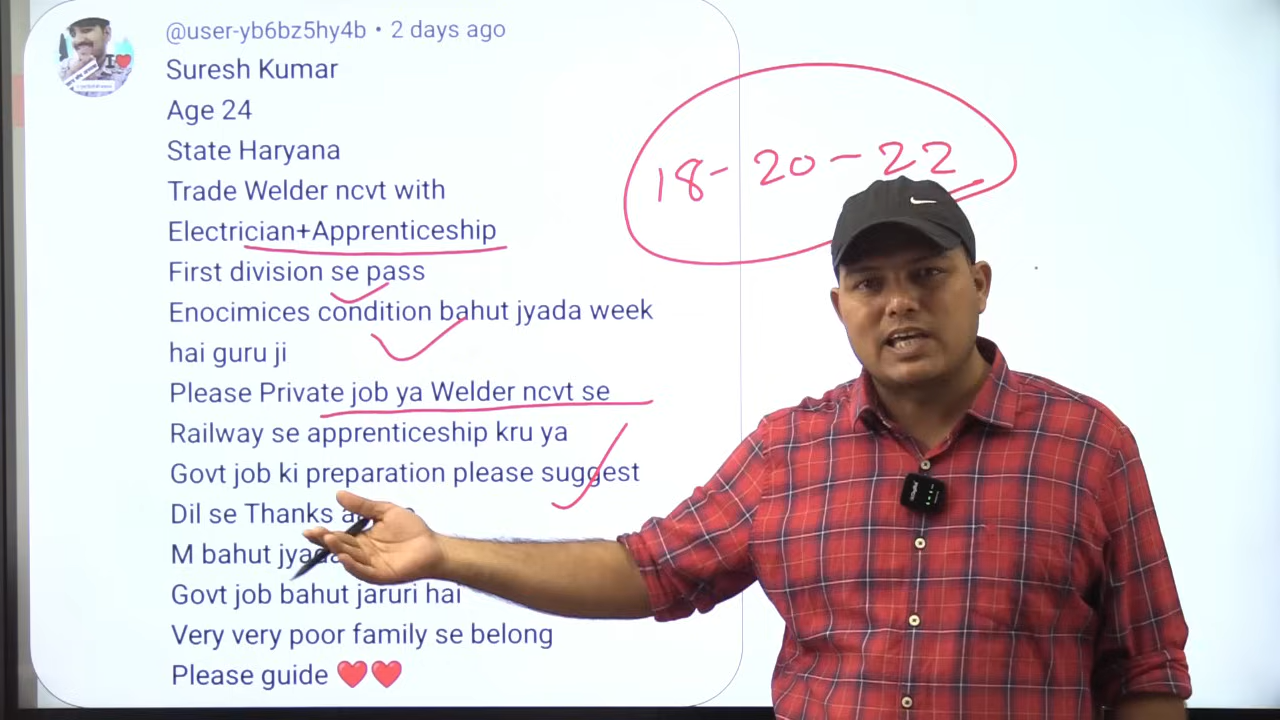 @user-yb6bz5hy4b • 2 days ago
Suresh Kumar
Age 24
State Haryana
Trade Welder ncvt with
Electrician+Apprenticeship
First division se pass
Enocimices condition bahut jyada week
hai guru ji
Please Private job ya Welder ncvt se
Railway se apprenticeship kru ya
Govt job ki preparation please suggest
Dil se Thanks
M bahut
Govt job bahut jaruri hai
Very very poor family se belong
Please guide ❤️❤️
18-20-22